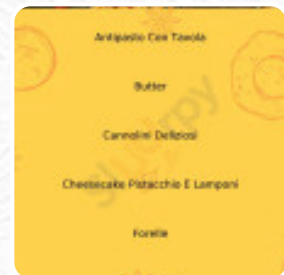 Antipasto Con Tavola
Butter
Cannolini Deliziosi
Cheesecake Pistacchio E Lamponi
Forelle